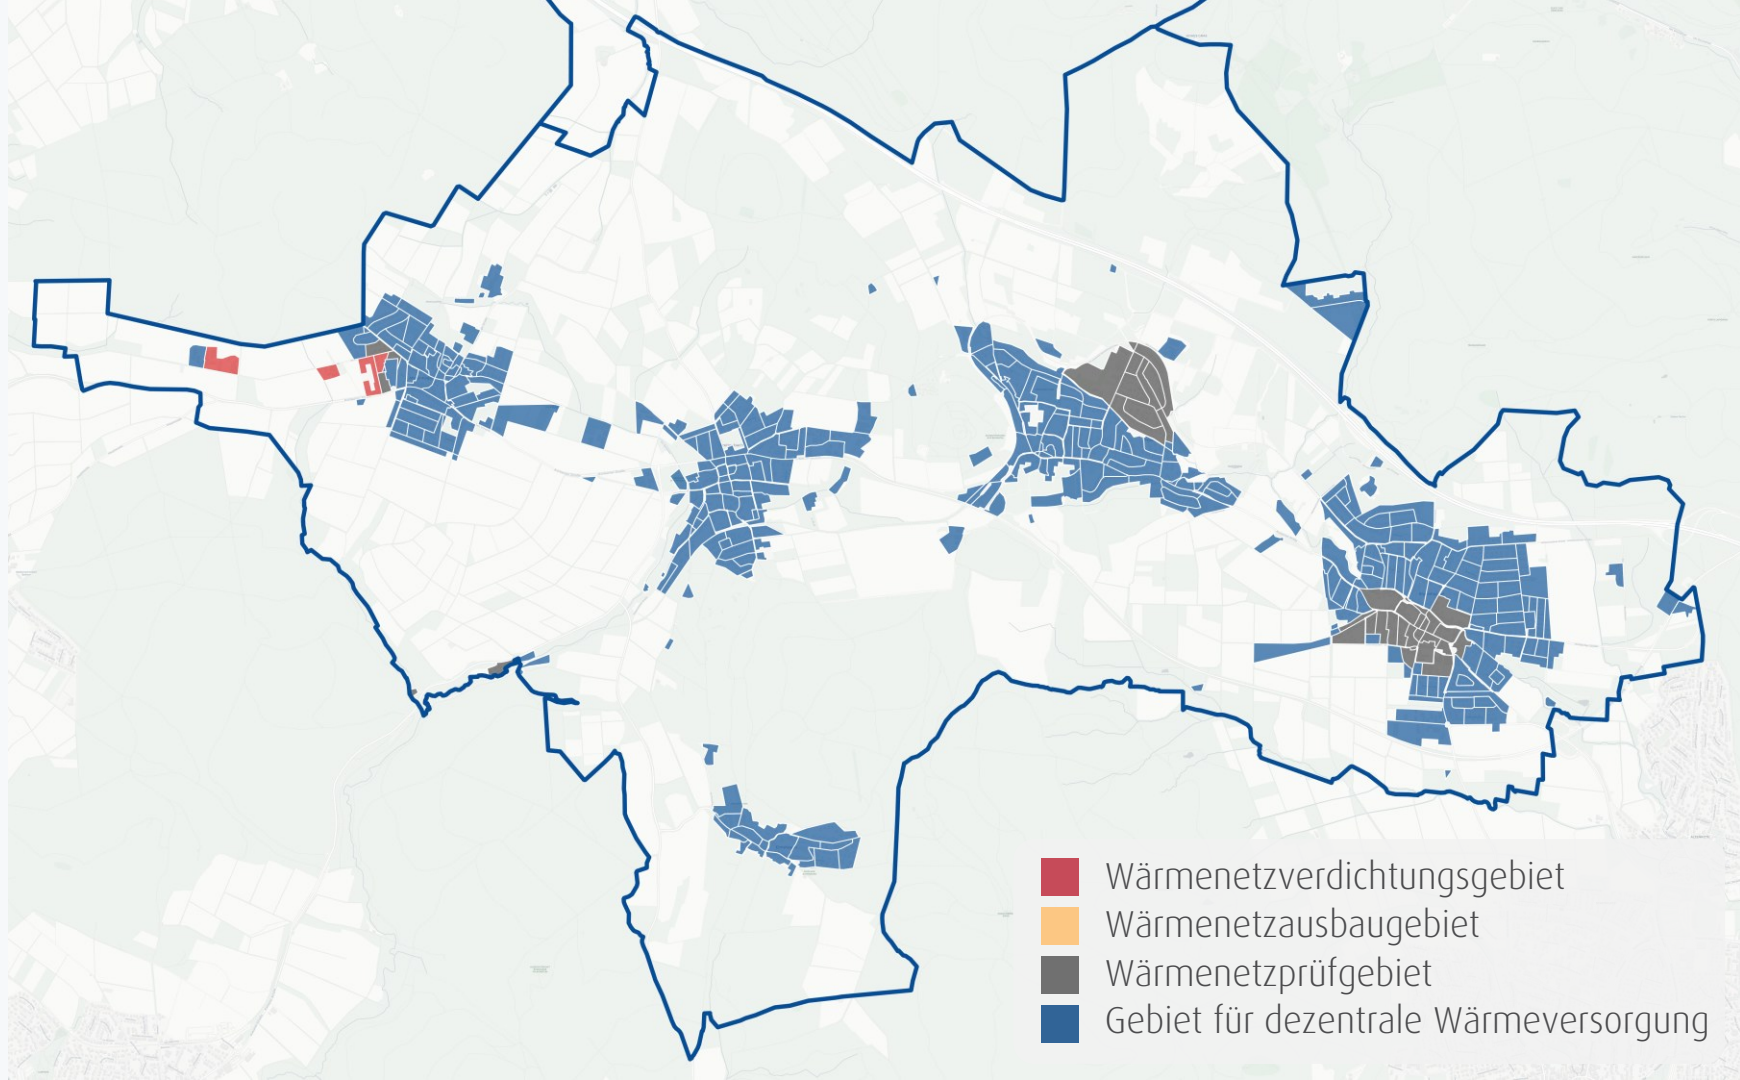 Wärmenetzverdichtungsgebiet
Wärmenetzausbaugebiet
Wärmenetzprüfgebiet
Gebiet für dezentrale Wärmeversorgung